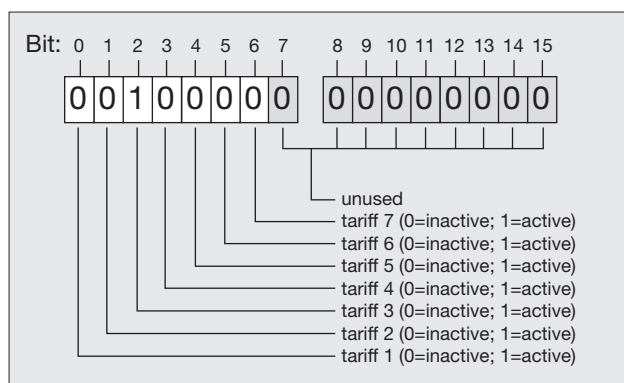 Bit: 0 1 2 3 4 5 6 7 8 9 10 11 12 13 14 15
0 0 1 0 0 0 0 0 0 0 0 0 0 0 0 0
unused
tariff 7 (0=inactive; 1=active)
tariff 6 (0=inactive; 1=active)
tariff 5 (0=inactive; 1=active)
tariff 4 (0=inactive; 1=active)
tariff 3 (0=inactive; 1=active)
tariff 2 (0=inactive; 1=active)
tariff 1 (0=inactive; 1=active)